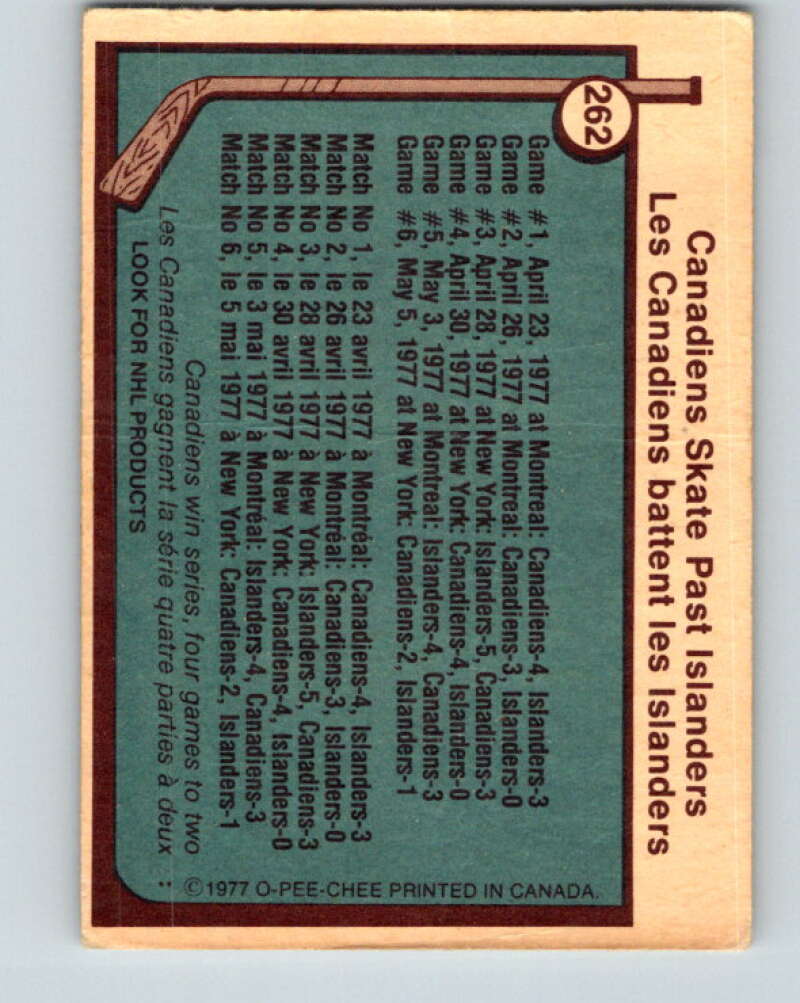 262
Canadiens Skate Past Islanders
Les Canadiens battent les Islanders
Game #1, April 23, 1977 at Montreal: Canadiens-4, Islanders-3
Game #2, April 26, 1977 at Montreal: Canadiens-3, Islanders-0
Game #3, April 28, 1977 at New York: Islanders-5, Canadiens-3
Game #4, April 30, 1977 at New York: Canadiens-4, Islanders-0
Game #5, May 3, 1977 at Montreal: Islanders-4, Canadiens-3
Game #6, May 5, 1977 at New York: Canadiens-2, Islanders-1
Match No 1, le 23 avril 1977 à Montréal: Canadiens-4, Islanders-3
Match No 2, le 26 avril 1977 à Montréal: Canadiens-3, Islanders-0
Match No 3, le 28 avril 1977 à New York: Islanders-5, Canadiens-3
Match No 4, le 30 avril 1977 à New York: Canadiens-4, Islanders-0
Match No 5, le 3 mai 1977 à Montréal: Islanders-4, Canadiens-3
Match No 6, le 5 mai 1977 à New York: Canadiens-2, Islanders-1
Canadiens win series, four games to two
Les Canadiens gagnent la série quatre parties à deux
LOOK FOR NHL PRODUCTS
©1977 O-PEE-CHEE PRINTED IN CANADA.